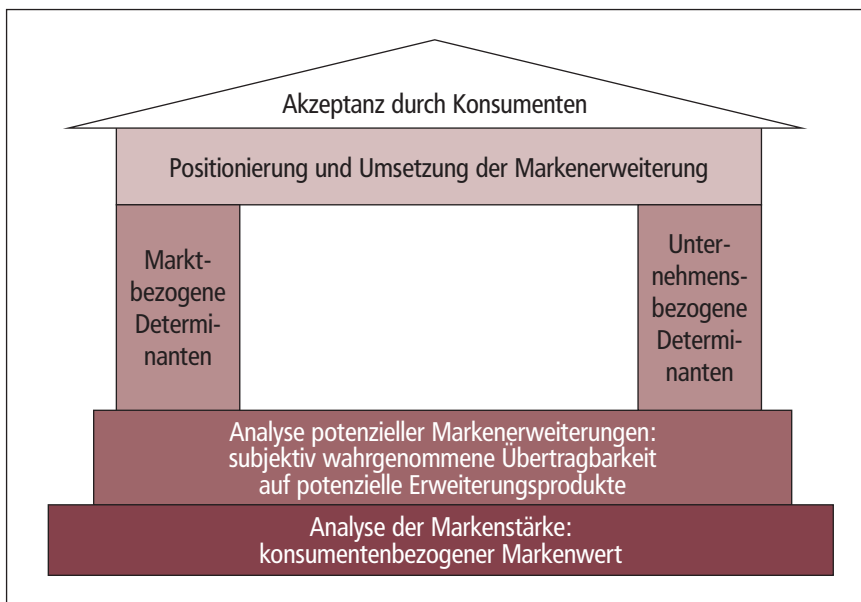 Akzeptanz durch Konsumenten
Positionierung und Umsetzung der Markenerweiterung
Markt-
bezogene
Determi-
nanten
Unter-
nehmens-
bezogene
Determi-
nanten
Analyse potenzieller Markenerweiterungen:
subjektiv wahrgenommene Übertragbarkeit
auf potenzielle Erweiterungsprodukte
Analyse der Markenstärke:
konsumentenbezogener Markenwert